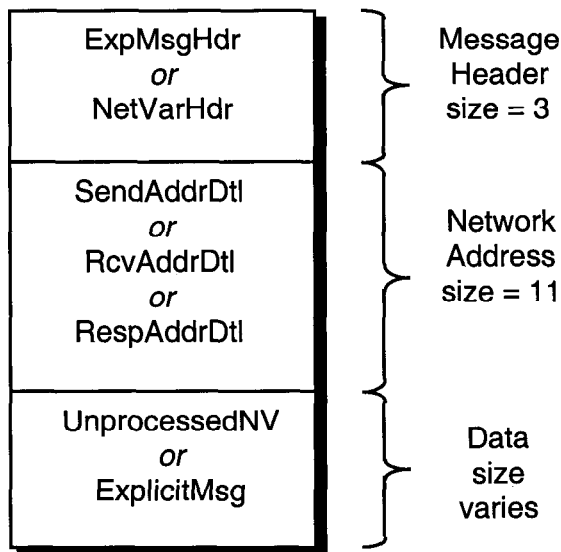 ExpMsgHdr
or
NetVarHdr
Message
Header
size = 3
SendAddrDtl
or
RcvAddrDtl
or
RespAddrDtl
Network
Address
size = 11
UnprocessedNV
or
ExplicitMsg
Data
size
varies